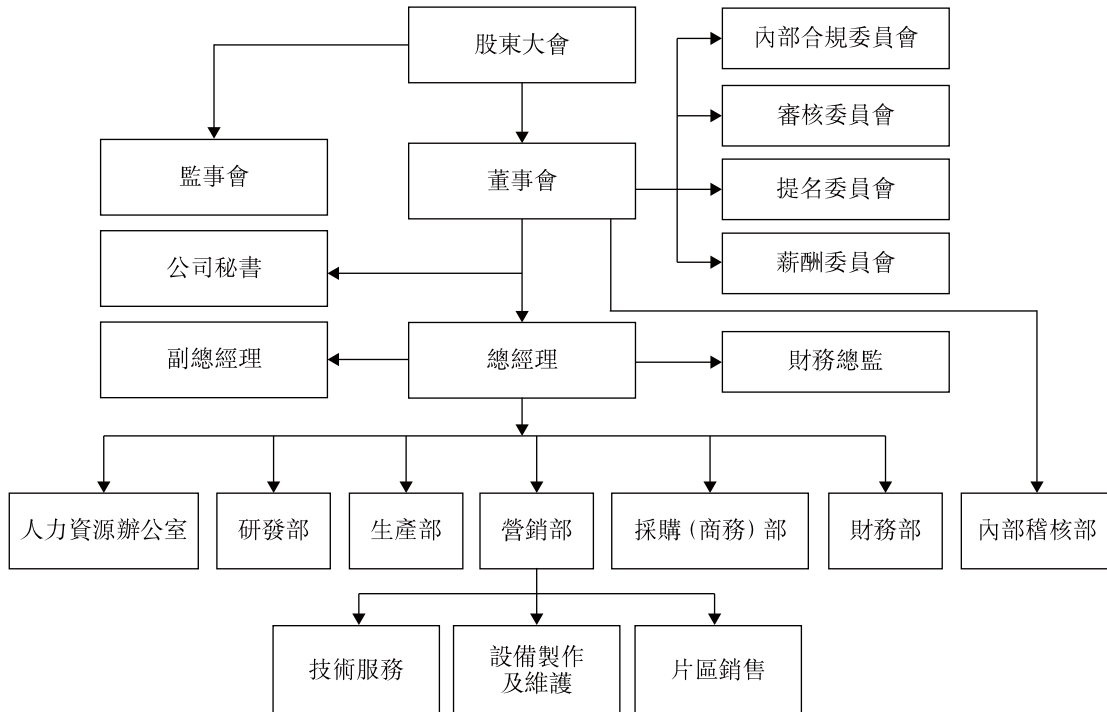 股東大會
內部合規委員會
審核委員會
監事會
董事會
提名委員會
公司秘書
薪酬委員會
副總經理
總經理
財務總監
人力資源辦公室
研發部
生產部
營銷部
採購(商務)部
財務部
內部稽核部
技術服務
設備製作
及維護
片區銷售